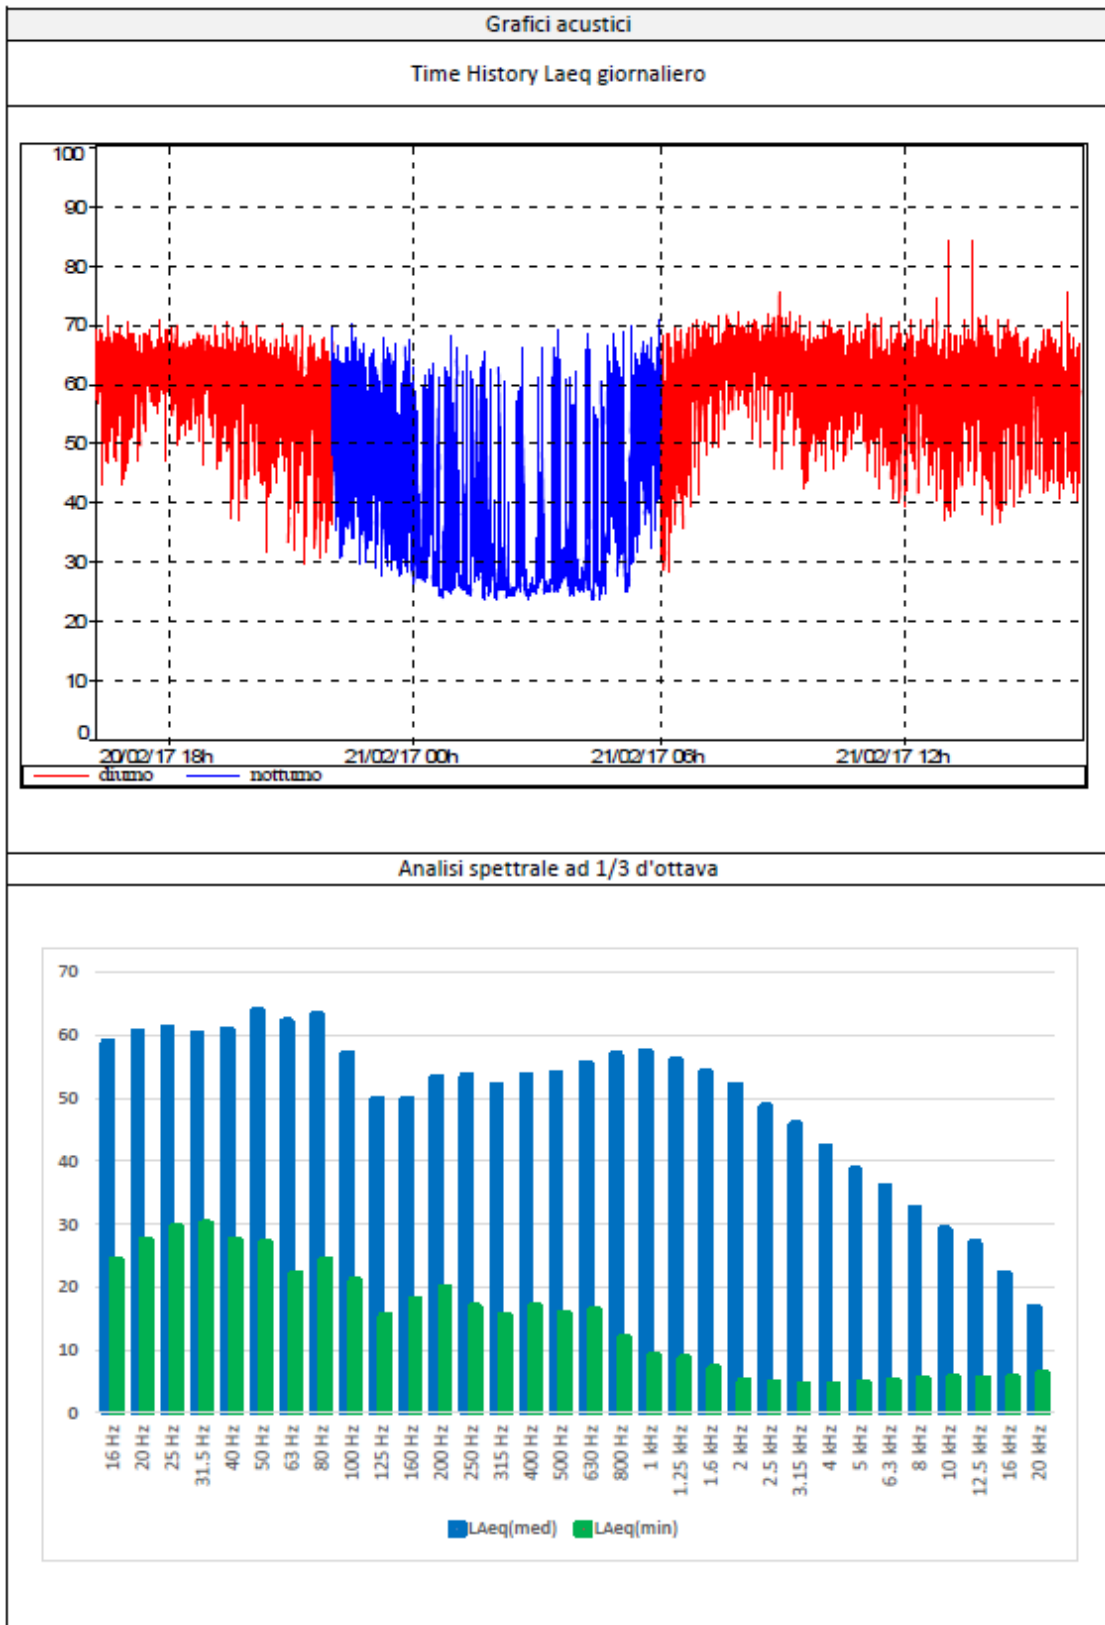 Grafici acustici
Time History Laeq giornaliero
100
90
80
70
60
50
40
30
20
10
0
20/02/17 18h 21/02/17 00h 21/02/17 06h 21/02/17 12h
diurno notturno
Analisi spettrale ad 1/3 d'ottava
70
60
50
40
30
20
10
0
16 Hz 20 Hz 25 Hz 31.5 Hz 40 Hz 50 Hz 63 Hz 80 Hz 100 Hz 125 Hz 160 Hz 200 Hz 250 Hz 315 Hz 400 Hz 500 Hz 630 Hz 800 Hz 1 kHz 1.25 kHz 1.6 kHz 2 kHz 2.5 kHz 3.15 kHz 4 kHz 5 kHz 6.3 kHz 8 kHz 10 kHz 12.5 kHz 16 kHz 20 kHz
LAeq(med) LAeq(min)